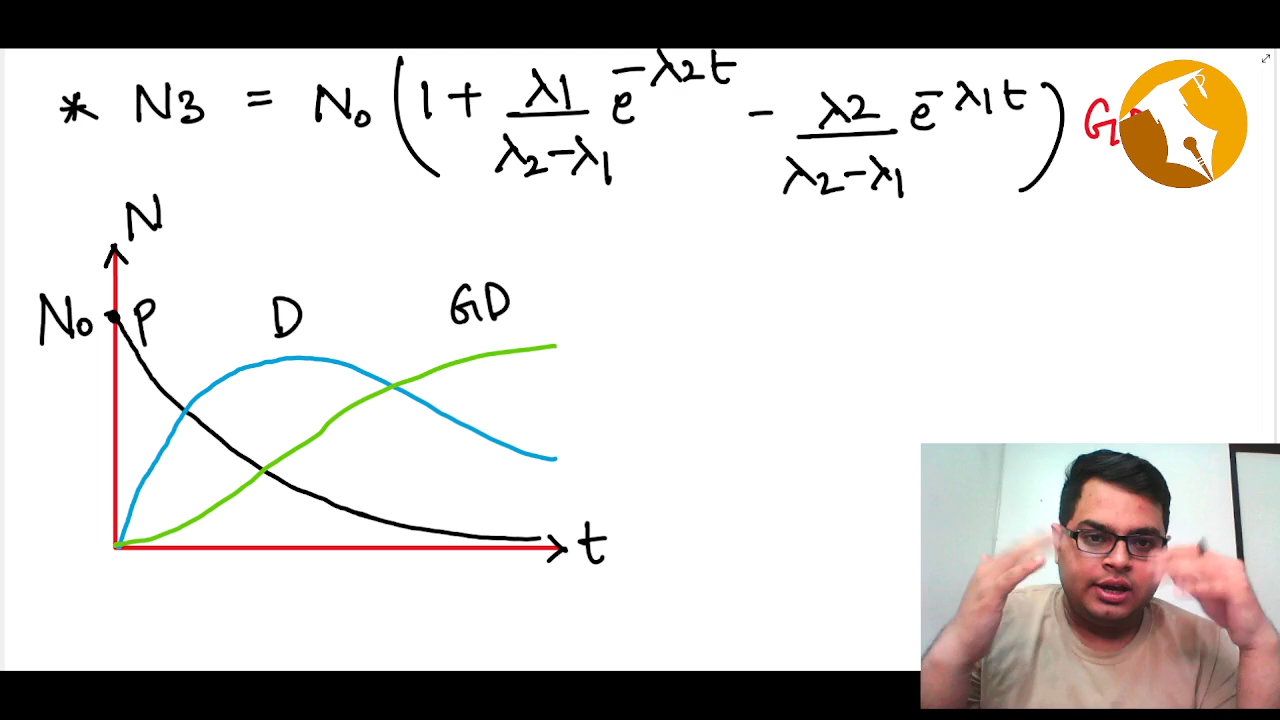 * N3 = N₀ (1 + λ1/(λ2-λ1) e^(-λ2t) - λ2/(λ2-λ1) e^(-λ1t))
N
N₀ P D GD
t